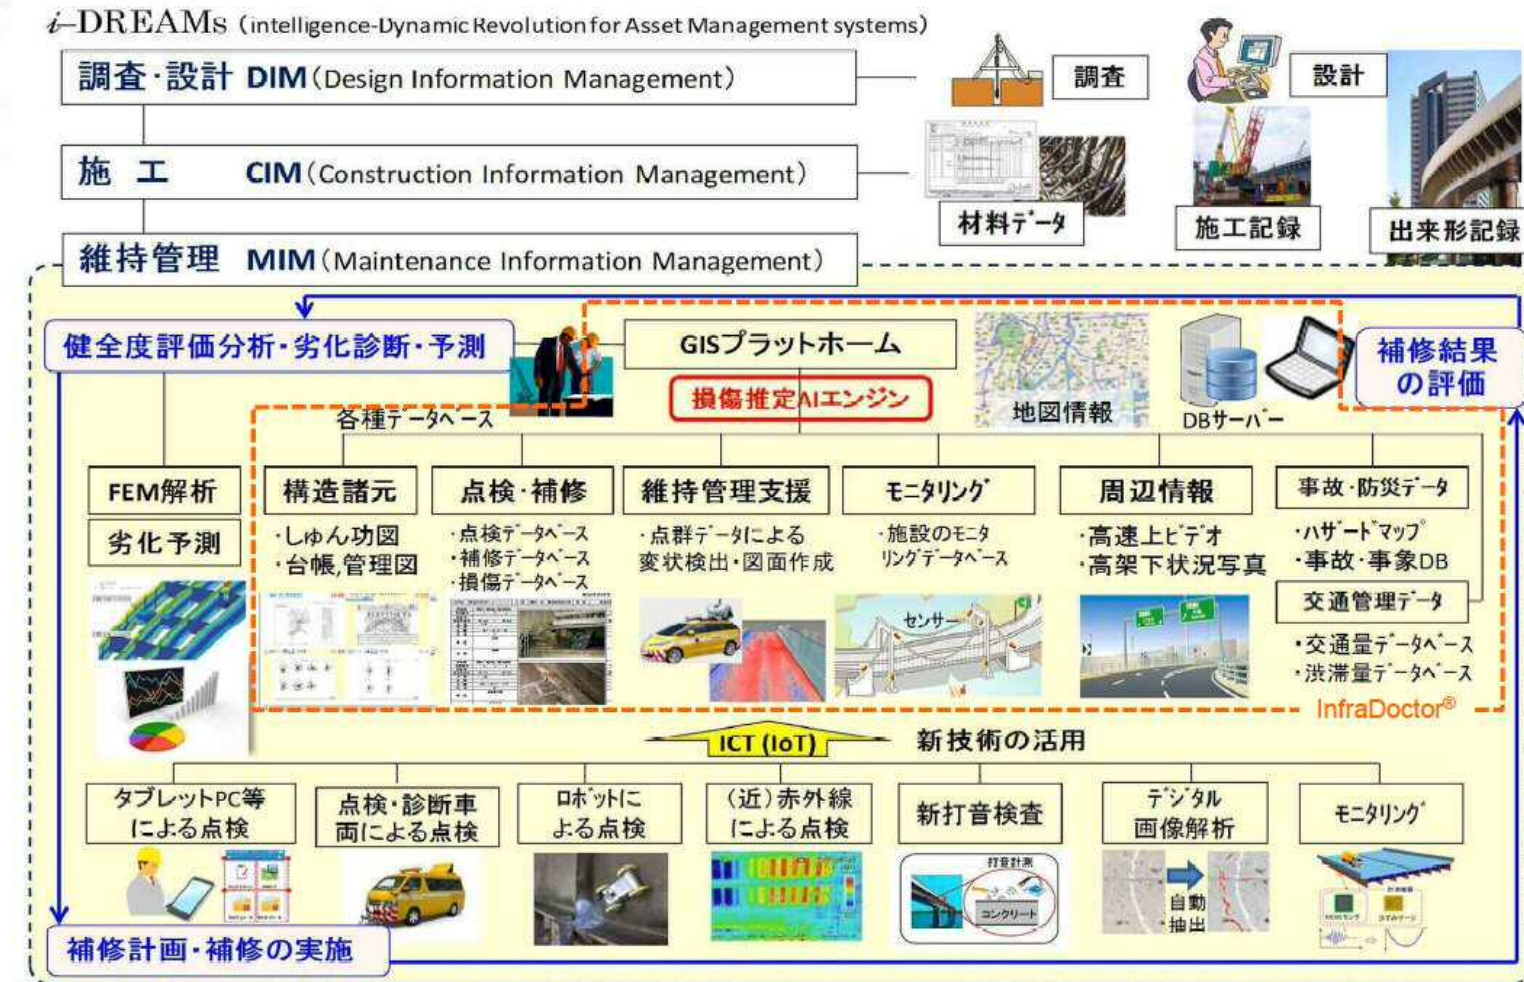 i-DREAMs (intelligence-Dynamic Revolution for Asset Management systems)
調査・設計 DIM(Design Information Management)
調査
設計
施 工 CIM(Construction Information Management)
材料データ
施工記録
出来形記録
維持管理 MIM(Maintenance Information Management)
健全度評価分析・劣化診断・予測
GISプラットホーム
損傷推定AIエンジン
地図情報
DBサーバー
補修結果
の評価
各種データベース
FEM解析
劣化予測
構造諸元
・しゅん功図
・台帳,管理図
点検・補修
・点検データベース
・補修データベース
・損傷データベース
維持管理支援
・点群データによる
変状検出・図面作成
モニタリング
・施設のモニタ
リングデータベース
センサー
周辺情報
・高速上ビデオ
・高架下状況写真
事故・防災データ
・ハザードマップ
・事故・事象DB
交通管理データ
・交通量データベース
・渋滞量データベース
InfraDoctor®
ICT (IoT)
新技術の活用
タブレットPC等
による点検
点検・診断車
両による点検
ロボットに
よる点検
(近)赤外線
による点検
新打音検査
打音計測
コンクリート
デジタル
画像解析
自動
抽出
モニタリング
補修計画・補修の実施